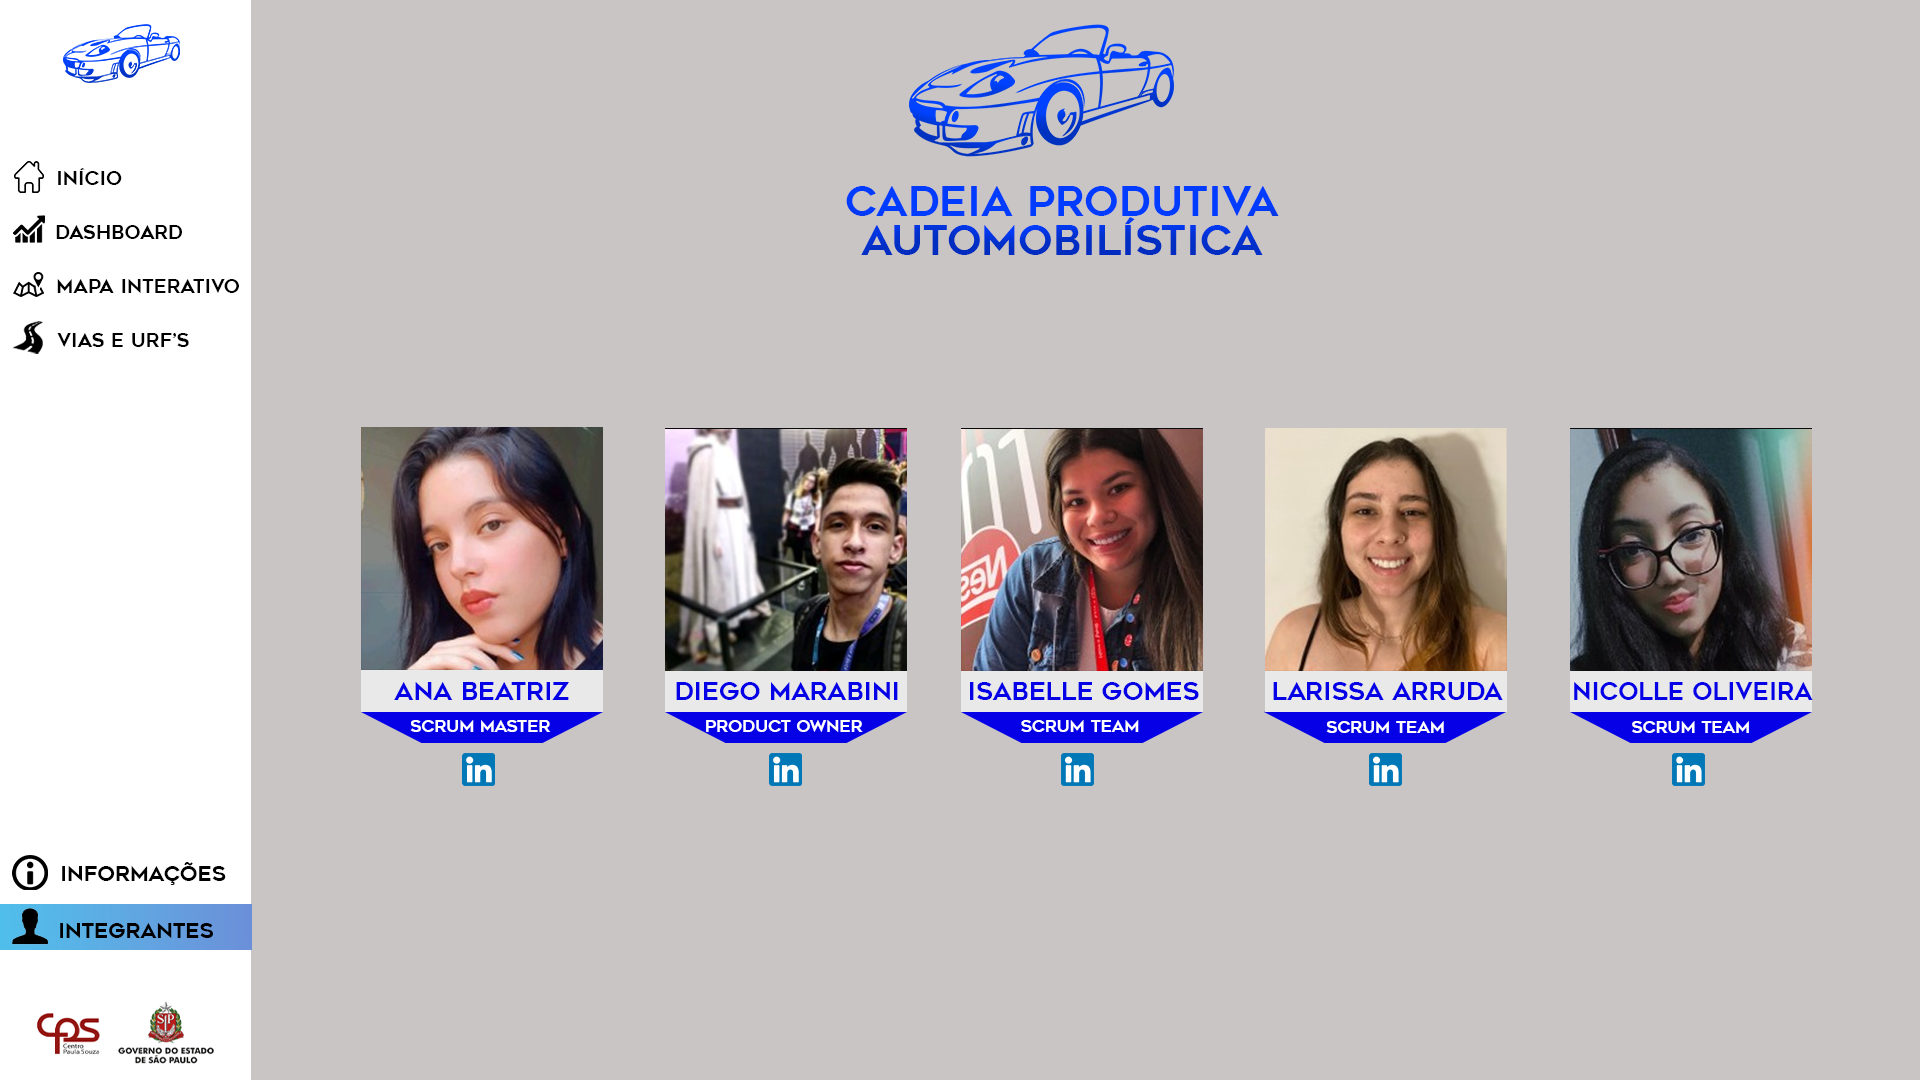 INÍCIO
DASHBOARD
MAPA INTERATIVO
VIAS E URF'S
INFORMAÇÕES
INTEGRANTES
cps
Centro
Paula Souza
SP
GOVERNO DO ESTADO
DE SÃO PAULO
CADEIA PRODUTIVA
AUTOMOBILÍSTICA
ANA BEATRIZ
SCRUM MASTER
in
DIEGO MARABINI
PRODUCT OWNER
in
Nes
ISABELLE GOMES
SCRUM TEAM
in
LARISSA ARRUDA
SCRUM TEAM
in
NICOLLE OLIVEIRA
SCRUM TEAM
in